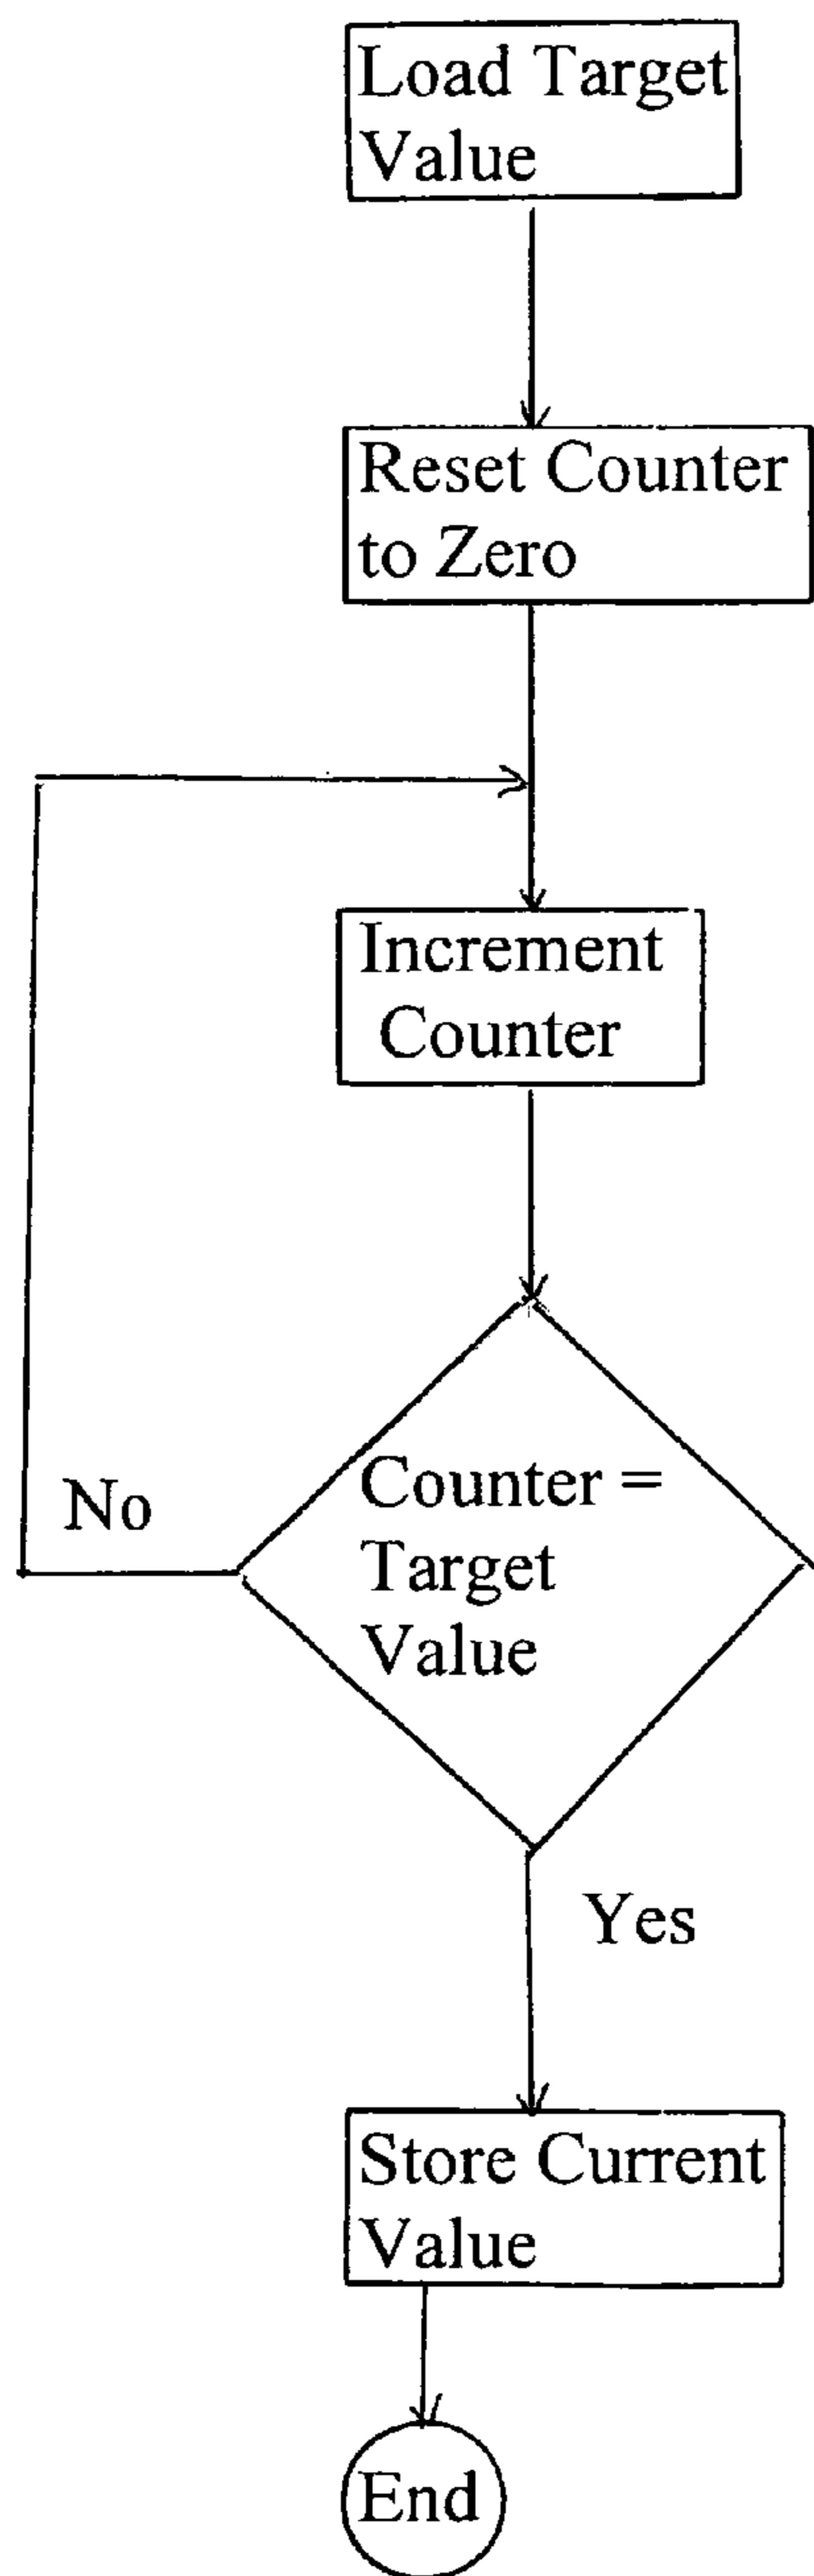 Load Target
Value
Reset Counter
to Zero
Increment
Counter
Counter =
Target
Value
No
Yes
Store Current
Value
End